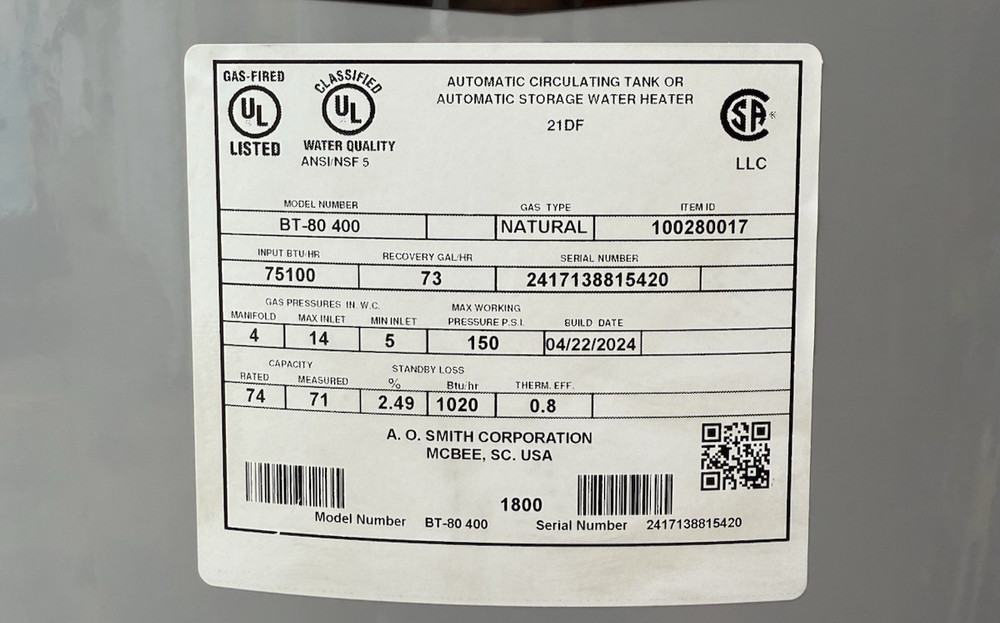 GAS-FIRED
UL
LISTED
CLASSIFIED
UL
WATER QUALITY
ANSI/NSF 5
AUTOMATIC CIRCULATING TANK OR
AUTOMATIC STORAGE WATER HEATER
21DF
SA
LLC
MODEL NUMBER GAS TYPE ITEM ID
BT-80 400 NATURAL 100280017
INPUT BTU/HR RECOVERY GAL/HR SERIAL NUMBER
75100 73 2417138815420
GAS PRESSURES IN. W.C. MAX WORKING
MANIFOLD MAX INLET MIN INLET PRESSURE P.S.I. BUILD DATE
4 14 5 150 04/22/2024
CAPACITY STANDBY LOSS
RATED MEASURED % Btu/hr THERM. EFF.
74 71 2.49 1020 0.8
A. O. SMITH CORPORATION
MCBEE, SC. USA
1800
Model Number BT-80 400 Serial Number 2417138815420